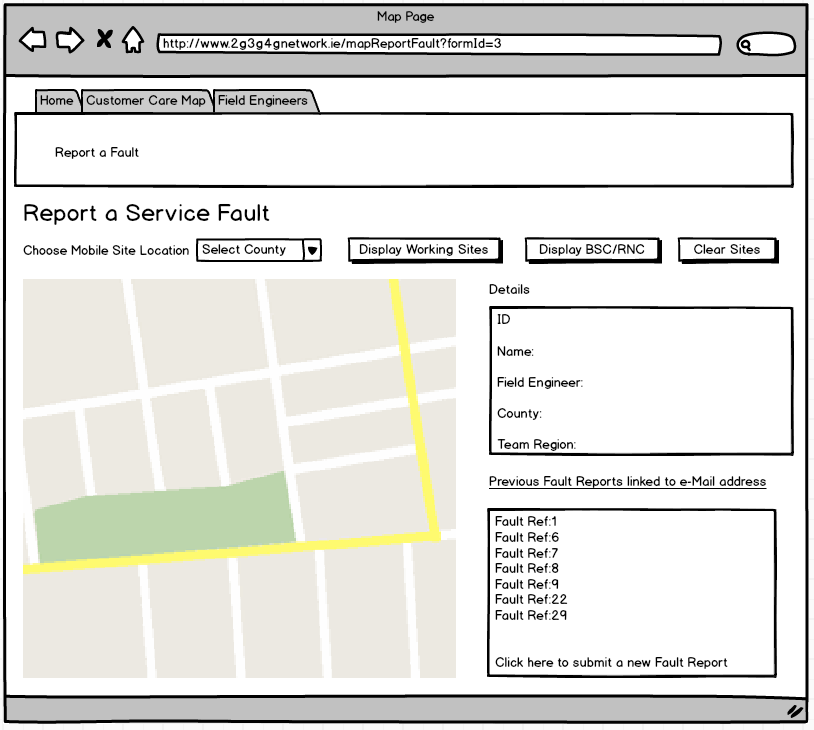 Map Page
http://www.2g3g4gnetwork.ie/mapReportFault?formId=3
Home Customer Care Map Field Engineers
Report a Fault
Report a Service Fault
Choose Mobile Site Location Select County Display Working Sites Display BSC/RNC Clear Sites
Details
ID
Name:
Field Engineer:
County:
Team Region:
Previous Fault Reports linked to e-Mail address
Fault Ref:1
Fault Ref:6
Fault Ref:7
Fault Ref:8
Fault Ref:9
Fault Ref:22
Fault Ref:29
Click here to submit a new Fault Report